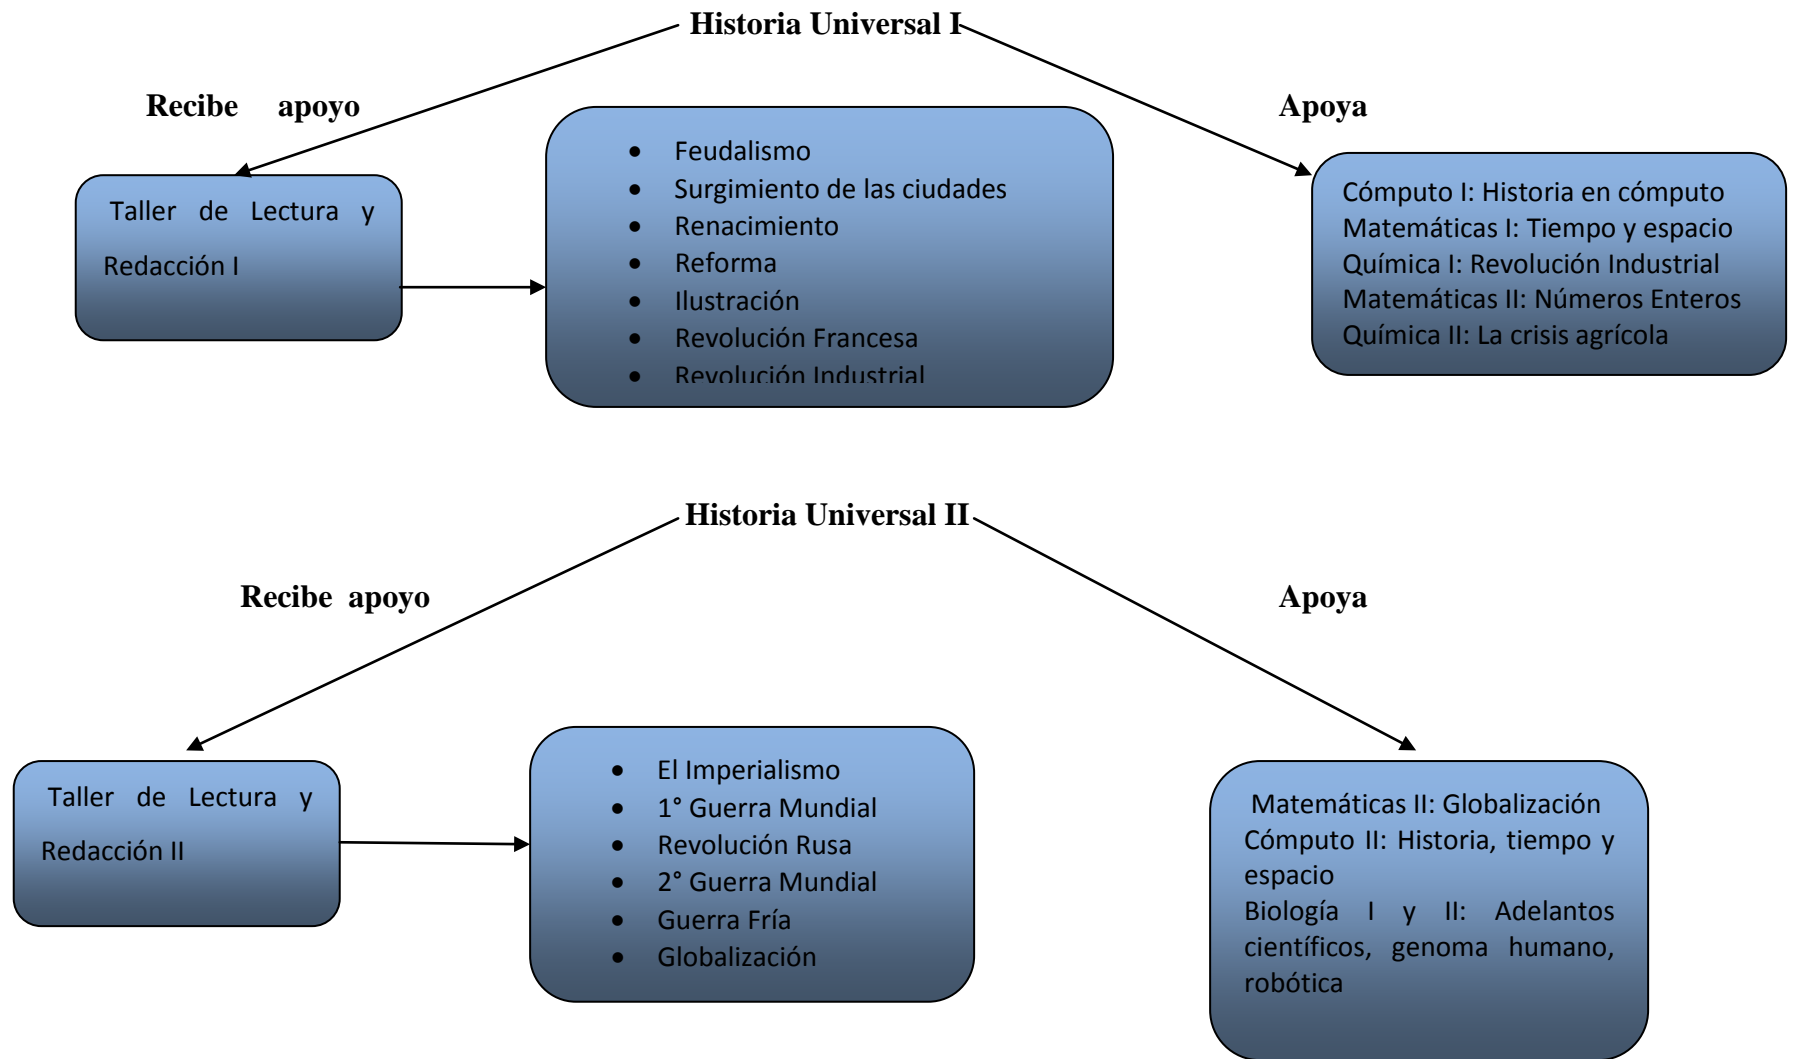 Historia Universal I
Recibe apoyo
Apoya
Taller de Lectura y
Redacción I
• Feudalismo
• Surgimiento de las ciudades
• Renacimiento
• Reforma
• Ilustración
• Revolución Francesa
• Revolución Industrial
Cómputo I: Historia en cómputo
Matemáticas I: Tiempo y espacio
Química I: Revolución Industrial
Matemáticas II: Números Enteros
Química II: La crisis agrícola
Historia Universal II
Recibe apoyo
Apoya
Taller de Lectura y
Redacción II
• El Imperialismo
• 1° Guerra Mundial
• Revolución Rusa
• 2° Guerra Mundial
• Guerra Fría
• Globalización
Matemáticas II: Globalización
Cómputo II: Historia, tiempo y
espacio
Biología I y II: Adelantos
científicos, genoma humano,
robótica